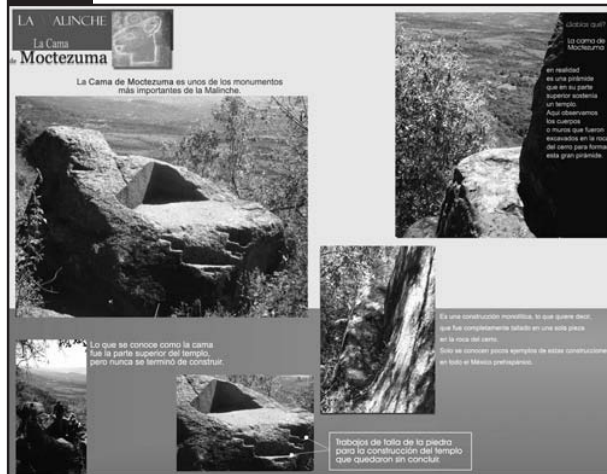 LA MALINCHE
La Cama
de Moctezuma
La Cama de Moctezuma es unos de los monumentos
más importantes de la Malinche.
¿Sabías qué?
La cama de
Moctezuma
en realidad
es una pirámide
que en su parte
superior sostenía
un templo.
Aquí observamos
los cuerpos
o muros que fueron
excavados en la roca
del cerro para formar
esta gran pirámide.
Es una construcción monolítica, lo que quiere decir,
que fue completamente tallado en una sola pieza
en la roca del cerro.
Solo se conocen pocos ejemplos de estas construcciones
en todo el México prehispánico.
Lo que se conoce como la cama
fue la parte superior del templo,
pero nunca se terminó de construir.
Trabajos de talla de la piedra
para la construcción del templo
que quedaron sin concluir.